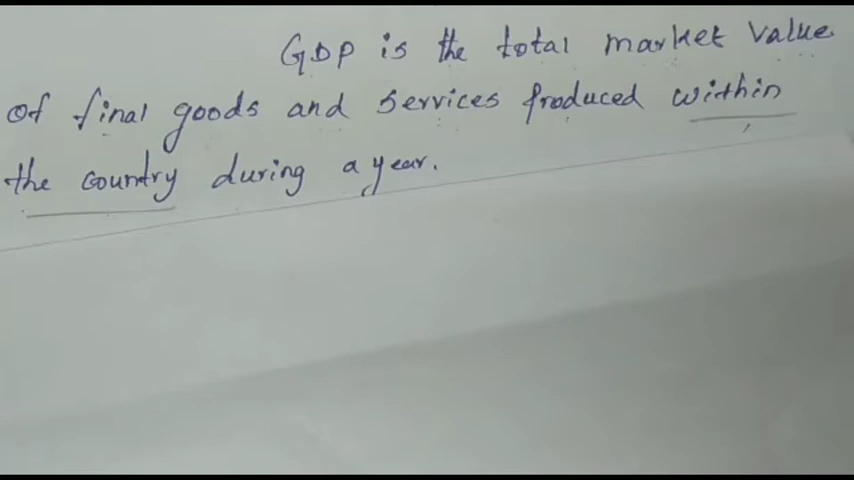 GDP is the total market value
of final goods and services produced within
the country during a year.